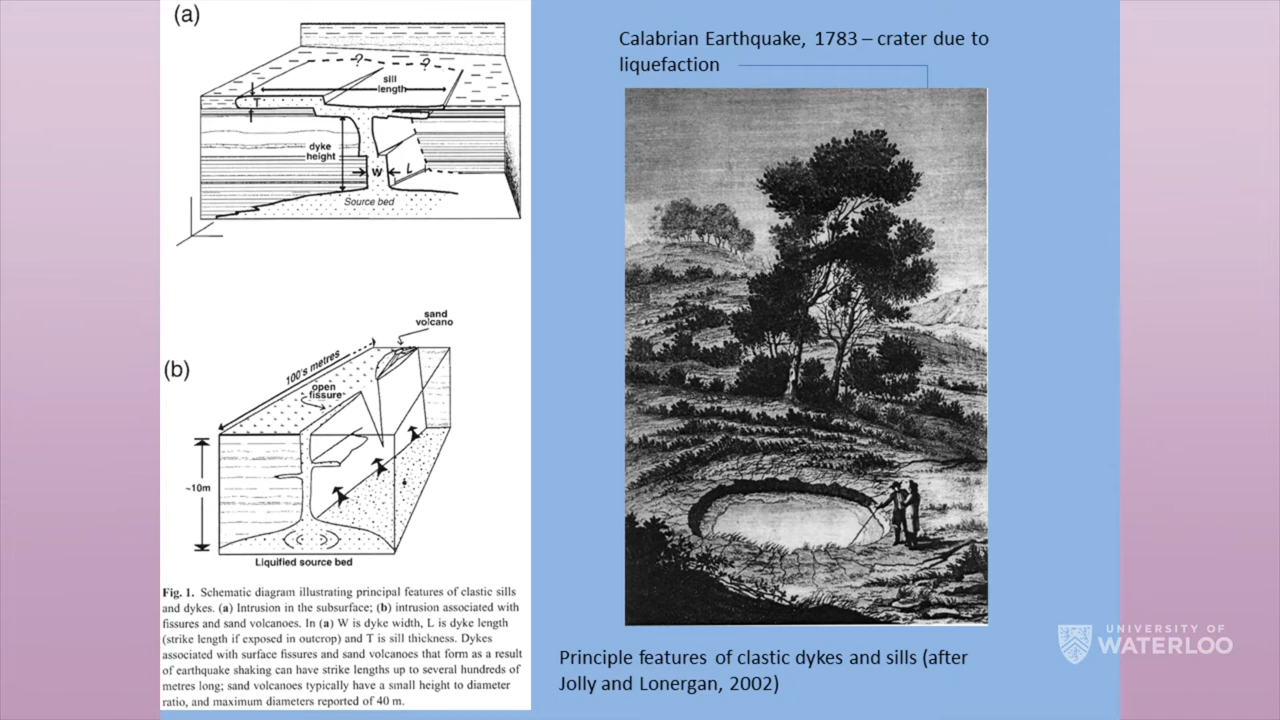 (a)
sill
length
T
dyke
height
W
L
Source bed
?
?
Calabrian Earthquake, 1783 – crater due to
liquefaction
(b)
sand
volcano
100's metres
open
fissure
~10m
Liquified source bed
Fig. 1. Schematic diagram illustrating principal features of clastic sills
and dykes. (a) Intrusion in the subsurface; (b) intrusion associated with
fissures and sand volcanoes. In (a) W is dyke width, L is dyke length
(strike length if exposed in outcrop) and T is sill thickness. Dykes
associated with surface fissures and sand volcanoes that form as a result
of earthquake shaking can have strike lengths up to several hundreds of
metres long; sand volcanoes typically have a small height to diameter
ratio, and maximum diameters reported of 40 m.
Principle features of clastic dykes and sills (after
Jolly and Lonergan, 2002)
UNIVERSITY OF
WATERLOO